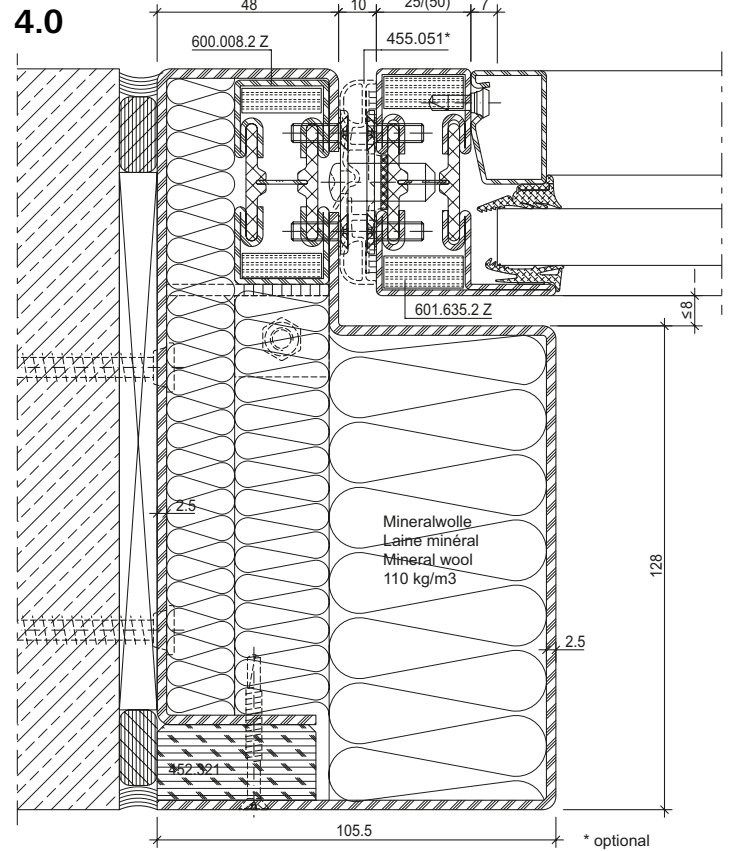 4.0
48
10
25/(50)
7
600.008.2 Z
455.051*
601.635.2 Z
≤8
2.5
Mineralwolle
Laine minéral
Mineral wool
110 kg/m3
128
2.5
452.321
105.5
* optional